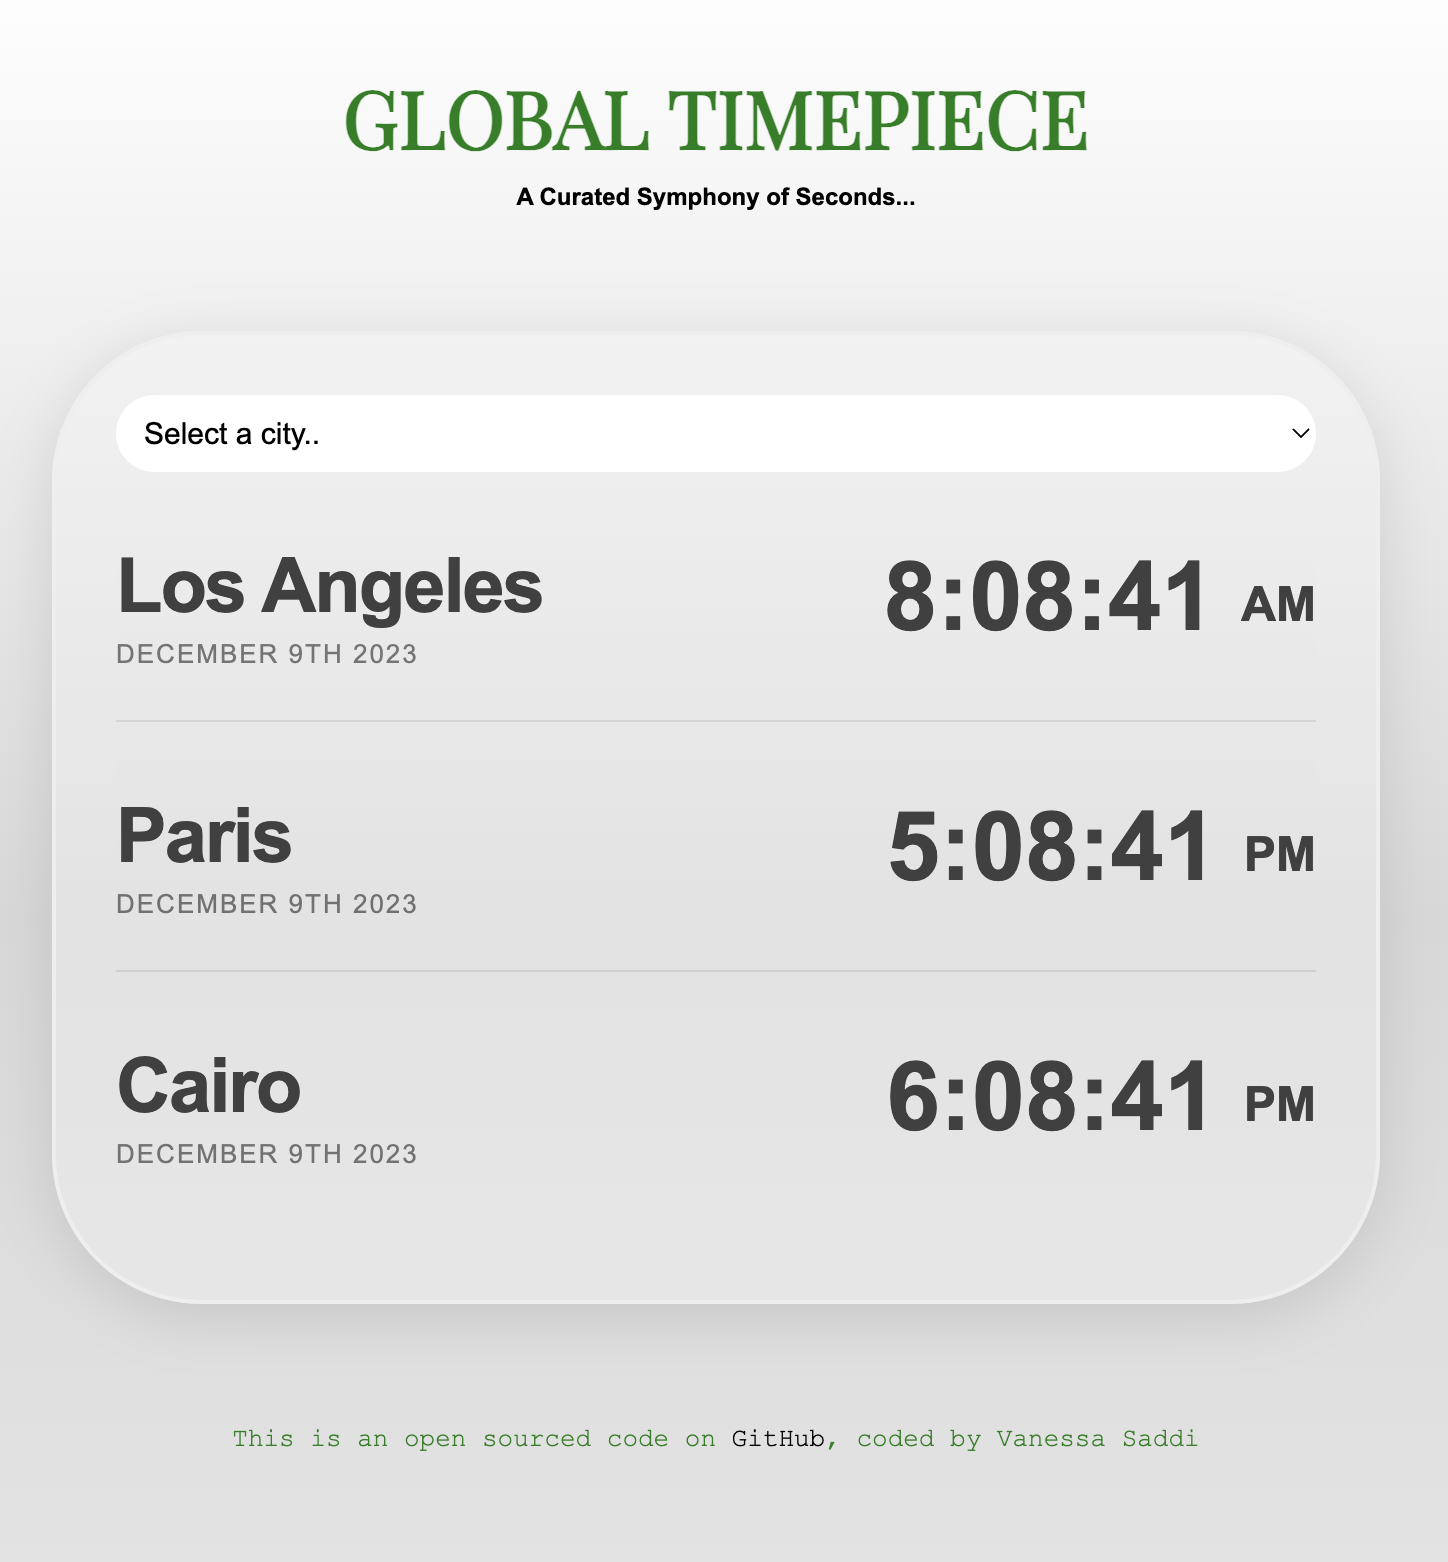 GLOBAL TIMEPIECE
A Curated Symphony of Seconds...
Select a city..
Los Angeles 8:08:41 AM
DECEMBER 9TH 2023
Paris 5:08:41 PM
DECEMBER 9TH 2023
Cairo 6:08:41 PM
DECEMBER 9TH 2023
This is an open sourced code on GitHub, coded by Vanessa Saddi